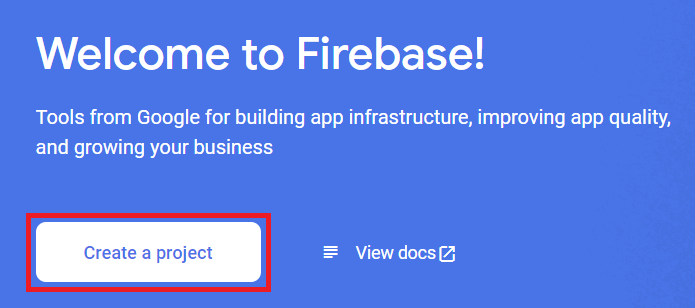 Welcome to Firebase!
Tools from Google for building app infrastructure, improving app quality,
and growing your business
Create a project
View docs